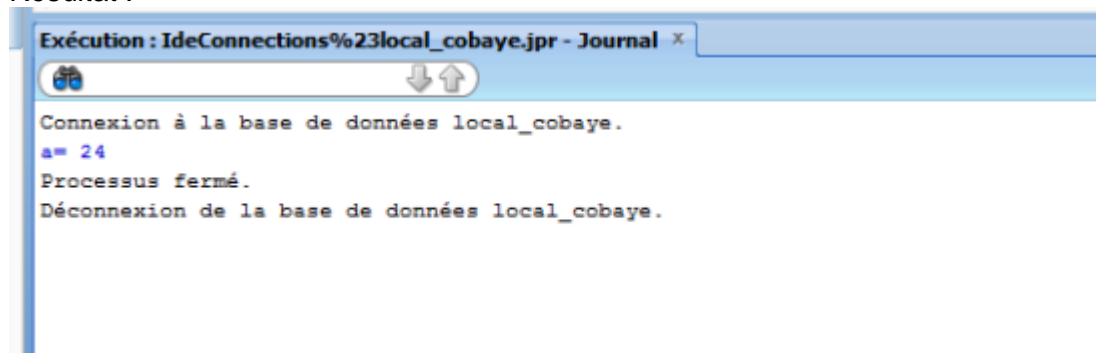 Résultat :
Exécution : IdeConnections%23local_cobaye.jpr - Journal ×
Connexion à la base de données local_cobaye.
a= 24
Processus fermé.
Déconnexion de la base de données local_cobaye.